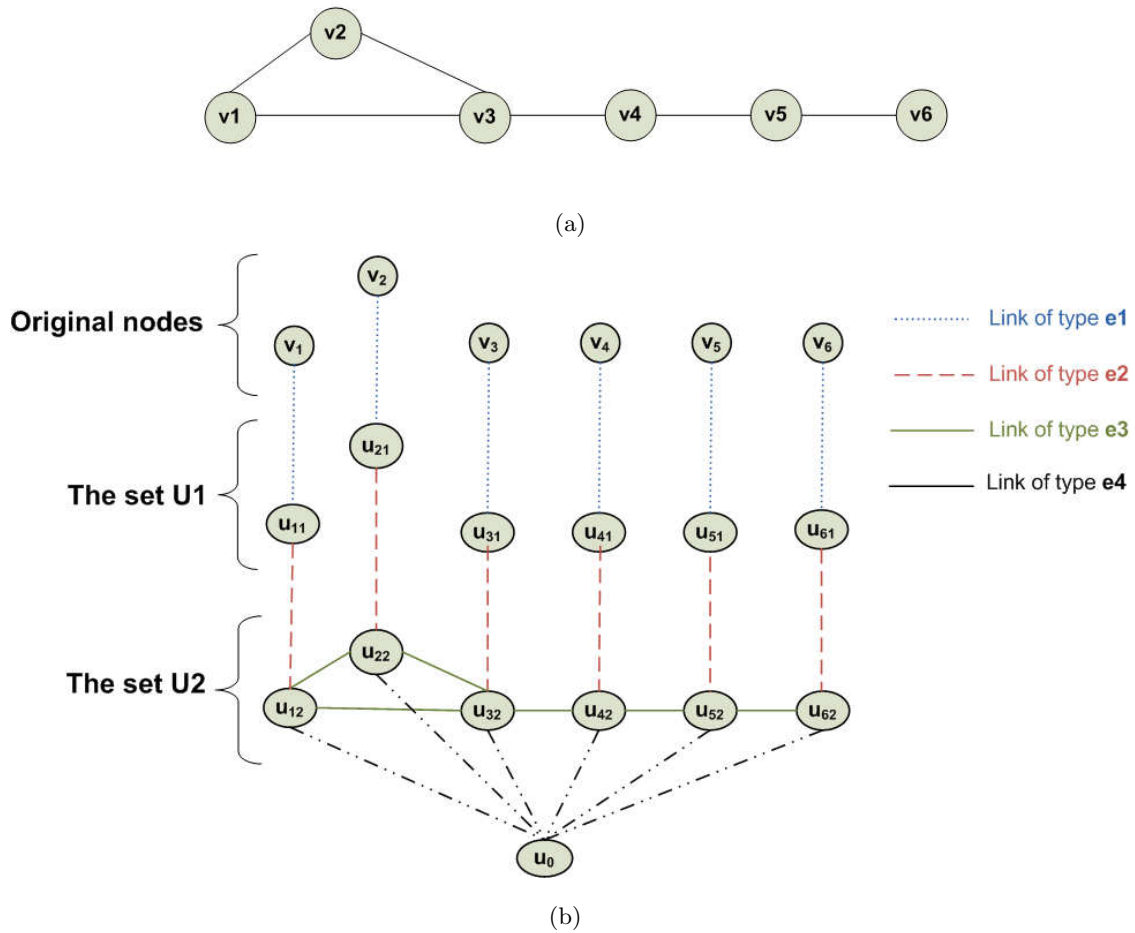 v2
v1 v3 v4 v5 v6
(a)
Original nodes
v₂
v₁ v₃ v₄ v₅ v₆
Link of type e1
Link of type e2
Link of type e3
Link of type e4
The set U1
u₂₁
u₁₁ u₃₁ u₄₁ u₅₁ u₆₁
The set U2
u₂₂
u₁₂ u₃₂ u₄₂ u₅₂ u₆₂
u₀
(b)